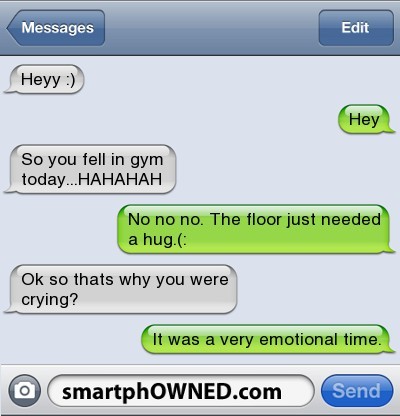 Messages
Edit
Heyy :)
Hey
So you fell in gym
today...HAHAHAH
No no no. The floor just needed
a hug.(:
Ok so thats why you were
crying?
It was a very emotional time.
smartphOWNED.com
Send